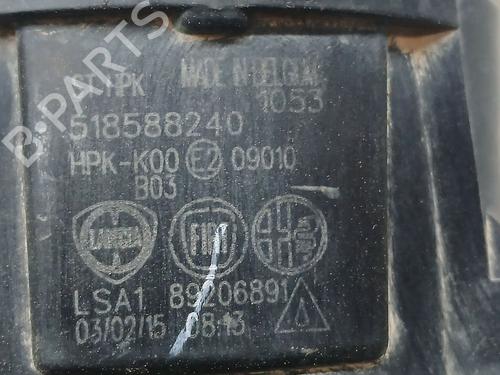 B-PARTS
MADE IN BELGIUM
1053
518588240
HPK-K00 E2 09010
B03
LANCIA FIAT
LSA1 89206891
03/02/15 08:13